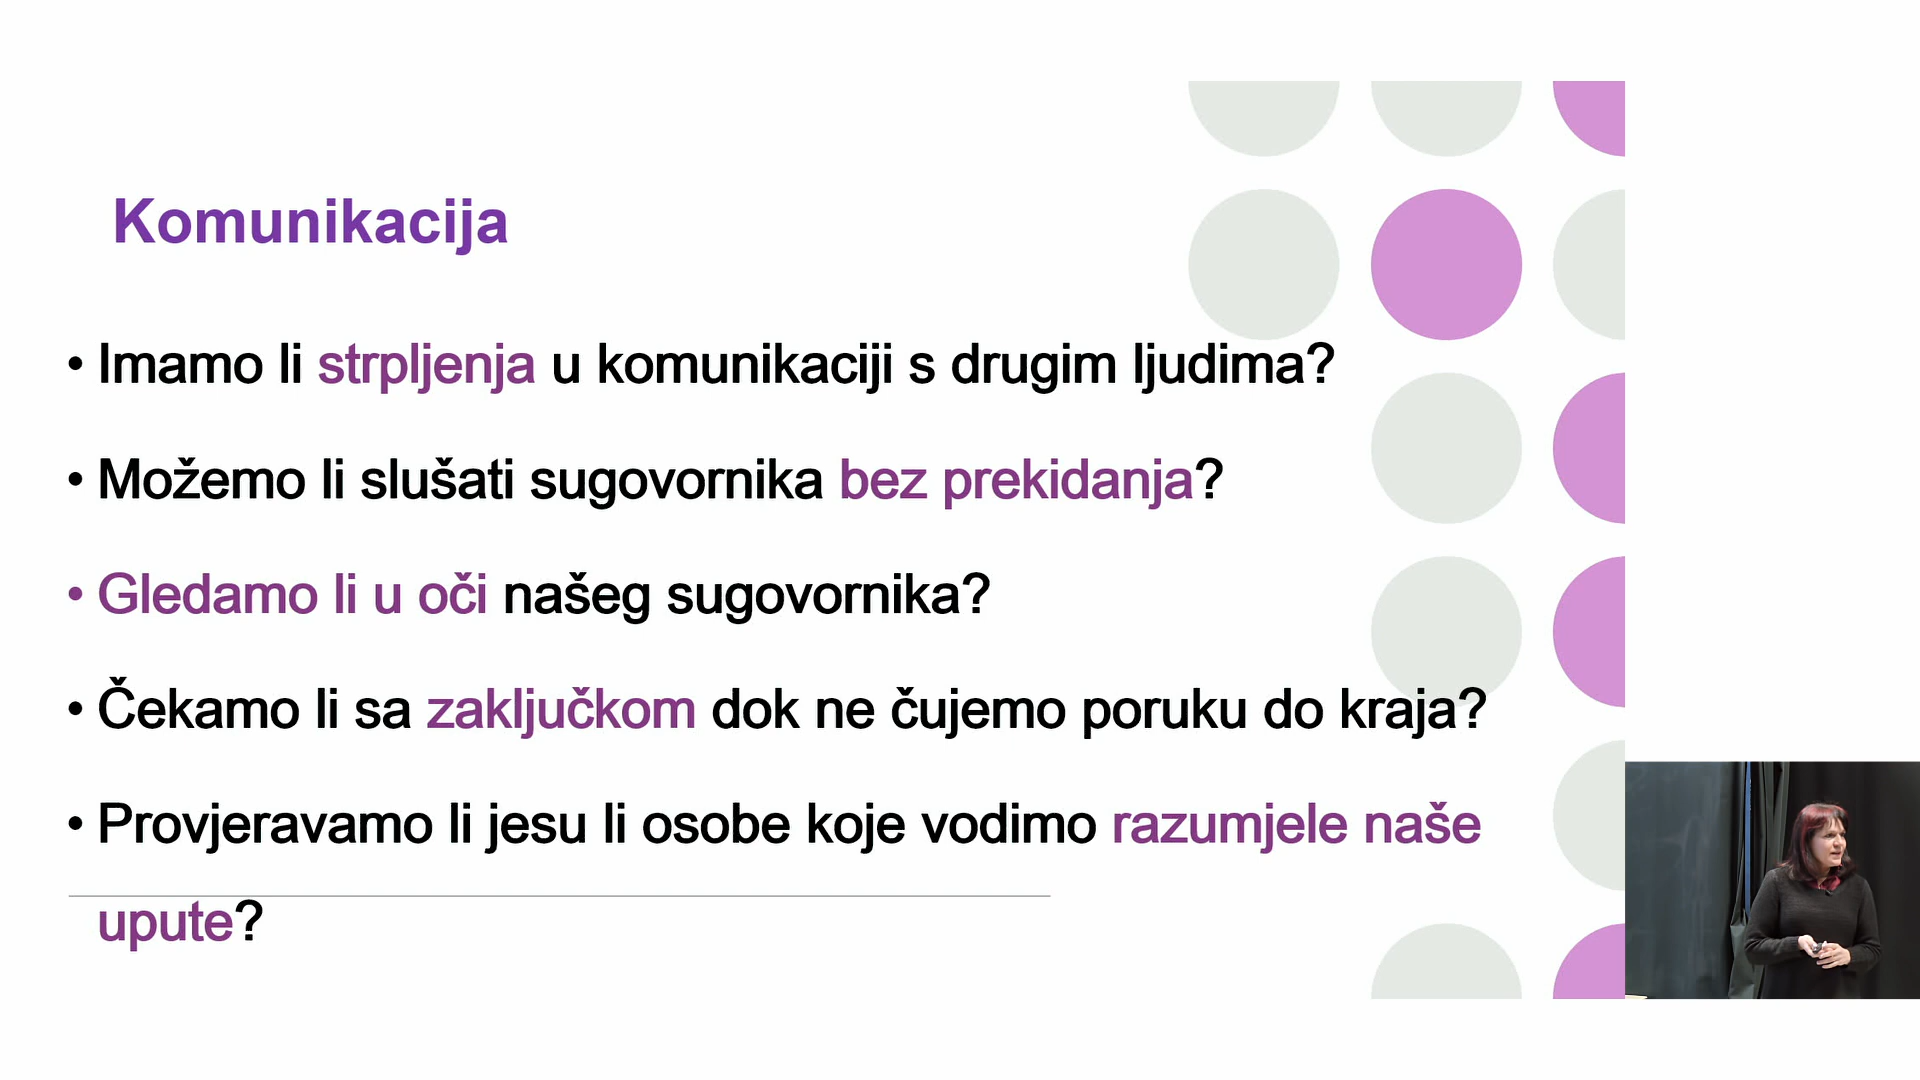 Komunikacija
• Imamo li strpljenja u komunikaciji s drugim ljudima?
• Možemo li slušati sugovornika bez prekidanja?
• Gledamo li u oči našeg sugovornika?
• Čekamo li sa zaključkom dok ne čujemo poruku do kraja?
• Provjeravamo li jesu li osobe koje vodimo razumjele naše
upute?